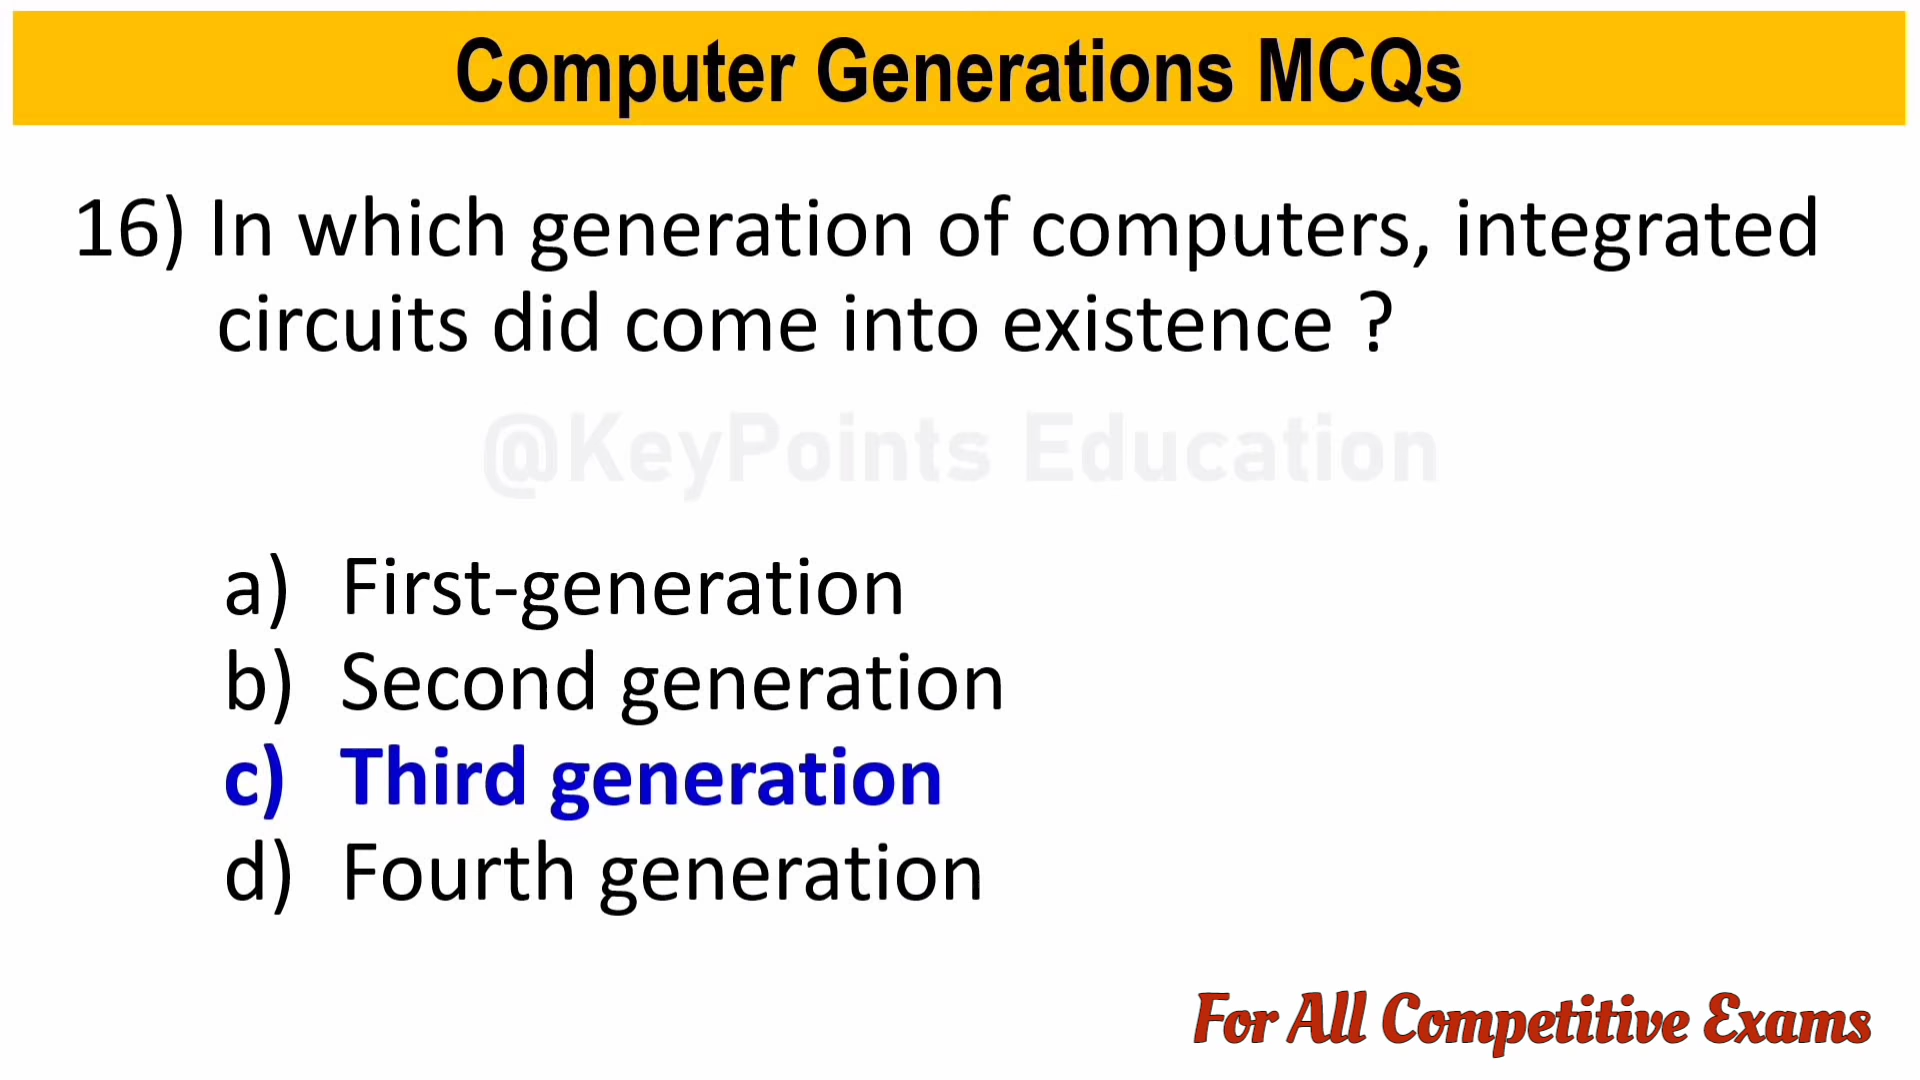 Computer Generations MCQs
16) In which generation of computers, integrated
circuits did come into existence ?
@KeyPoints Education
a) First-generation
b) Second generation
c) Third generation
d) Fourth generation
For All Competitive Exams